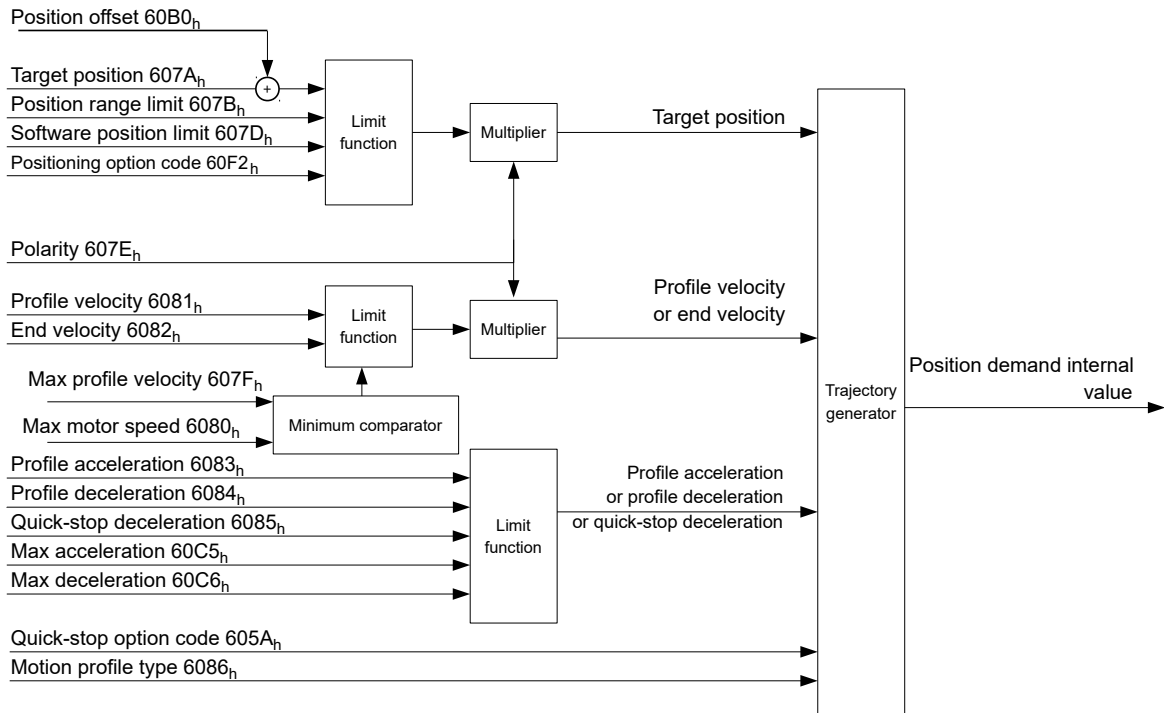 Position offset 60B0h
Target position 607Ah
+
Position range limit 607Bh
Software position limit 607Dh
Positioning option code 60F2h
Limit
function
Multiplier
Target position
Polarity 607Eh
Profile velocity 6081h
End velocity 6082h
Limit
function
Multiplier
Profile velocity
or end velocity
Max profile velocity 607Fh
Max motor speed 6080h
Minimum comparator
Profile acceleration 6083h
Profile deceleration 6084h
Quick-stop deceleration 6085h
Max acceleration 60C5h
Max deceleration 60C6h
Limit
function
Profile acceleration
or profile deceleration
or quick-stop deceleration
Quick-stop option code 605Ah
Motion profile type 6086h
Trajectory
generator
Position demand internal
value